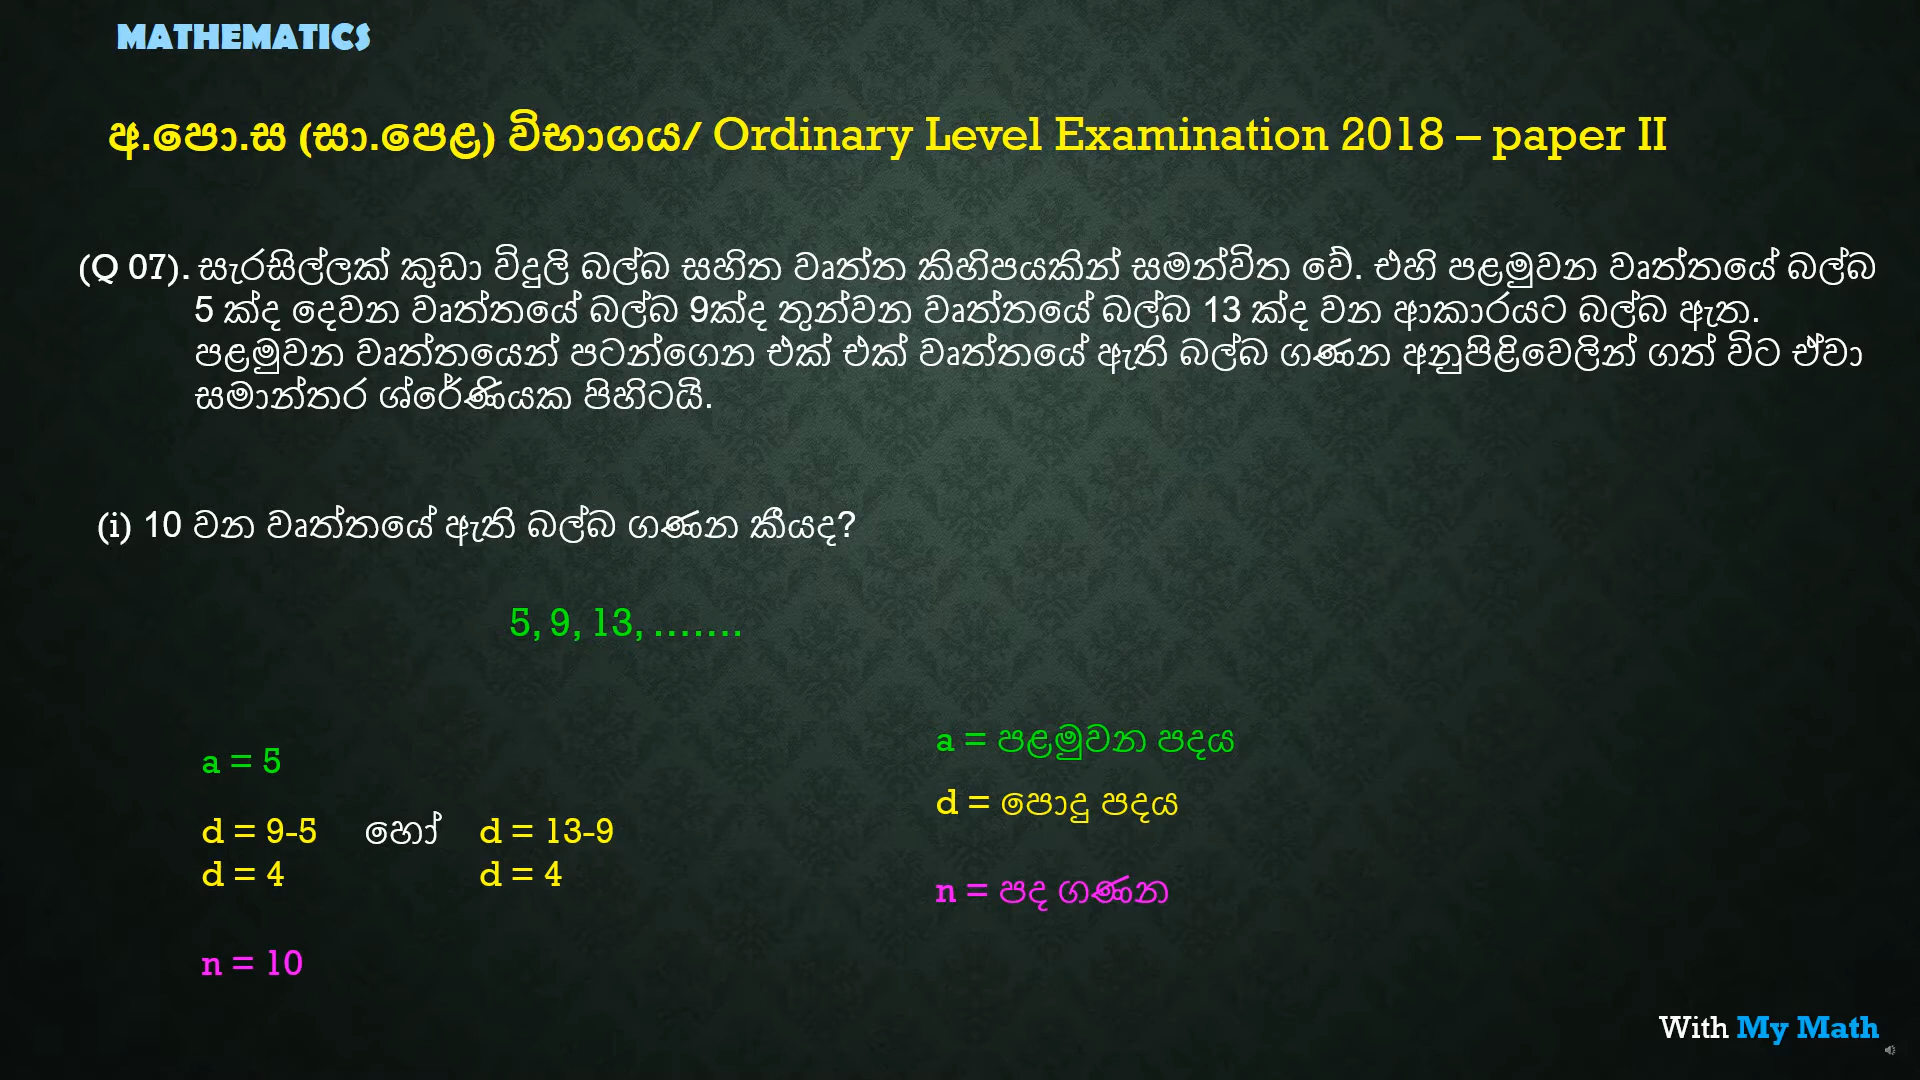 MATHEMATICS
අ.පො.ස (සා.පෙළ) විභාගය/ Ordinary Level Examination 2018 – paper II
(Q 07). සැරසිල්ලක් කුඩා විදුලි බල්බ සහිත වෘත්ත කිහිපයකින් සමන්විත වේ. එහි පළමුවන වෘත්තයේ බල්බ
5 ක්ද දෙවන වෘත්තයේ බල්බ 9ක්ද තුන්වන වෘත්තයේ බල්බ 13 ක්ද වන ආකාරයට බල්බ ඇත.
පළමුවන වෘත්තයෙන් පටන්ගෙන එක් එක් වෘත්තයේ ඇති බල්බ ගණන අනුපිළිවෙලින් ගත් විට ඒවා
සමාන්තර ශ්රේණියක පිහිටයි.
(i) 10 වන වෘත්තයේ ඇති බල්බ ගණන කීයද?
5, 9, 13, …….
a = 5
d = 9-5 හෝ d = 13-9
d = 4 d = 4
n = 10
a = පළමුවන පදය
d = පොදු පදය
n = පද ගණන
With My Math